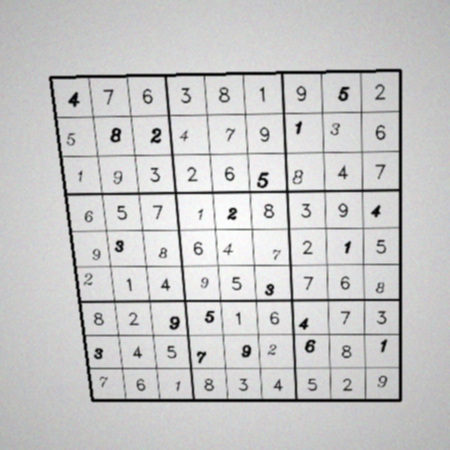 4 7 6 3 8 1 9 5 2
5 8 2 4 7 9 1 3 6
1 9 3 2 6 5 8 4 7
6 5 7 1 2 8 3 9 4
9 3 8 6 4 7 2 1 5
2 1 4 9 5 3 7 6 8
8 2 9 5 1 6 4 7 3
3 4 5 7 9 2 6 8 1
7 6 1 8 3 4 5 2 9